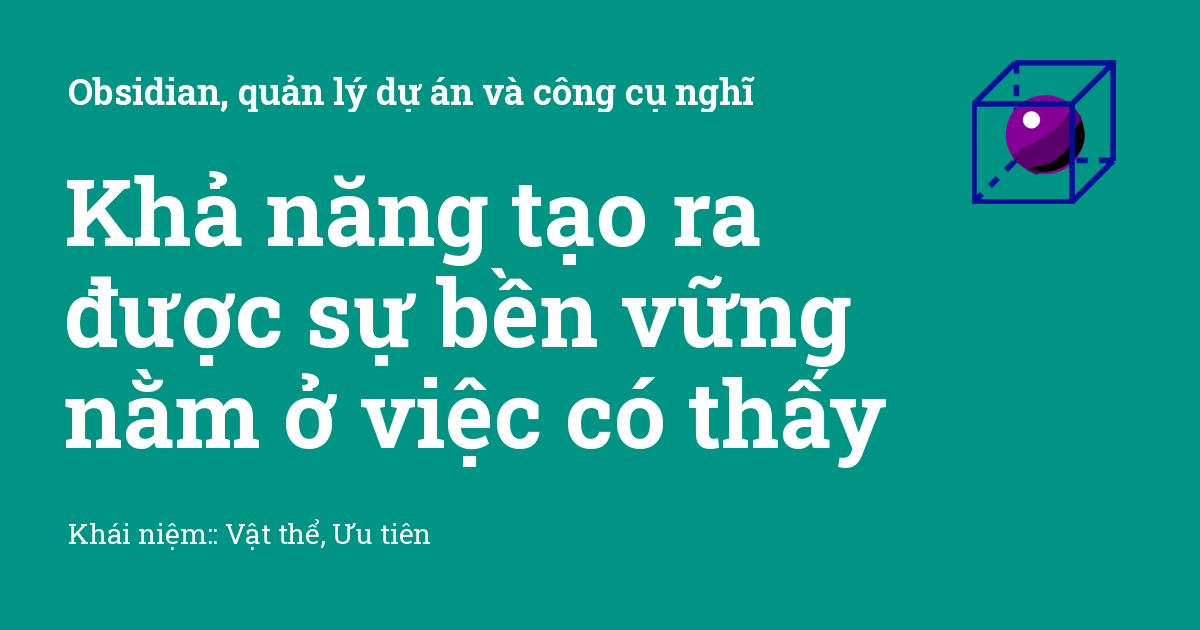 Obsidian, quản lý dự án và công cụ nghĩ
Khả năng tạo ra
được sự bền vững
nằm ở việc có thấy
Khái niệm:: Vật thể, Ưu tiên